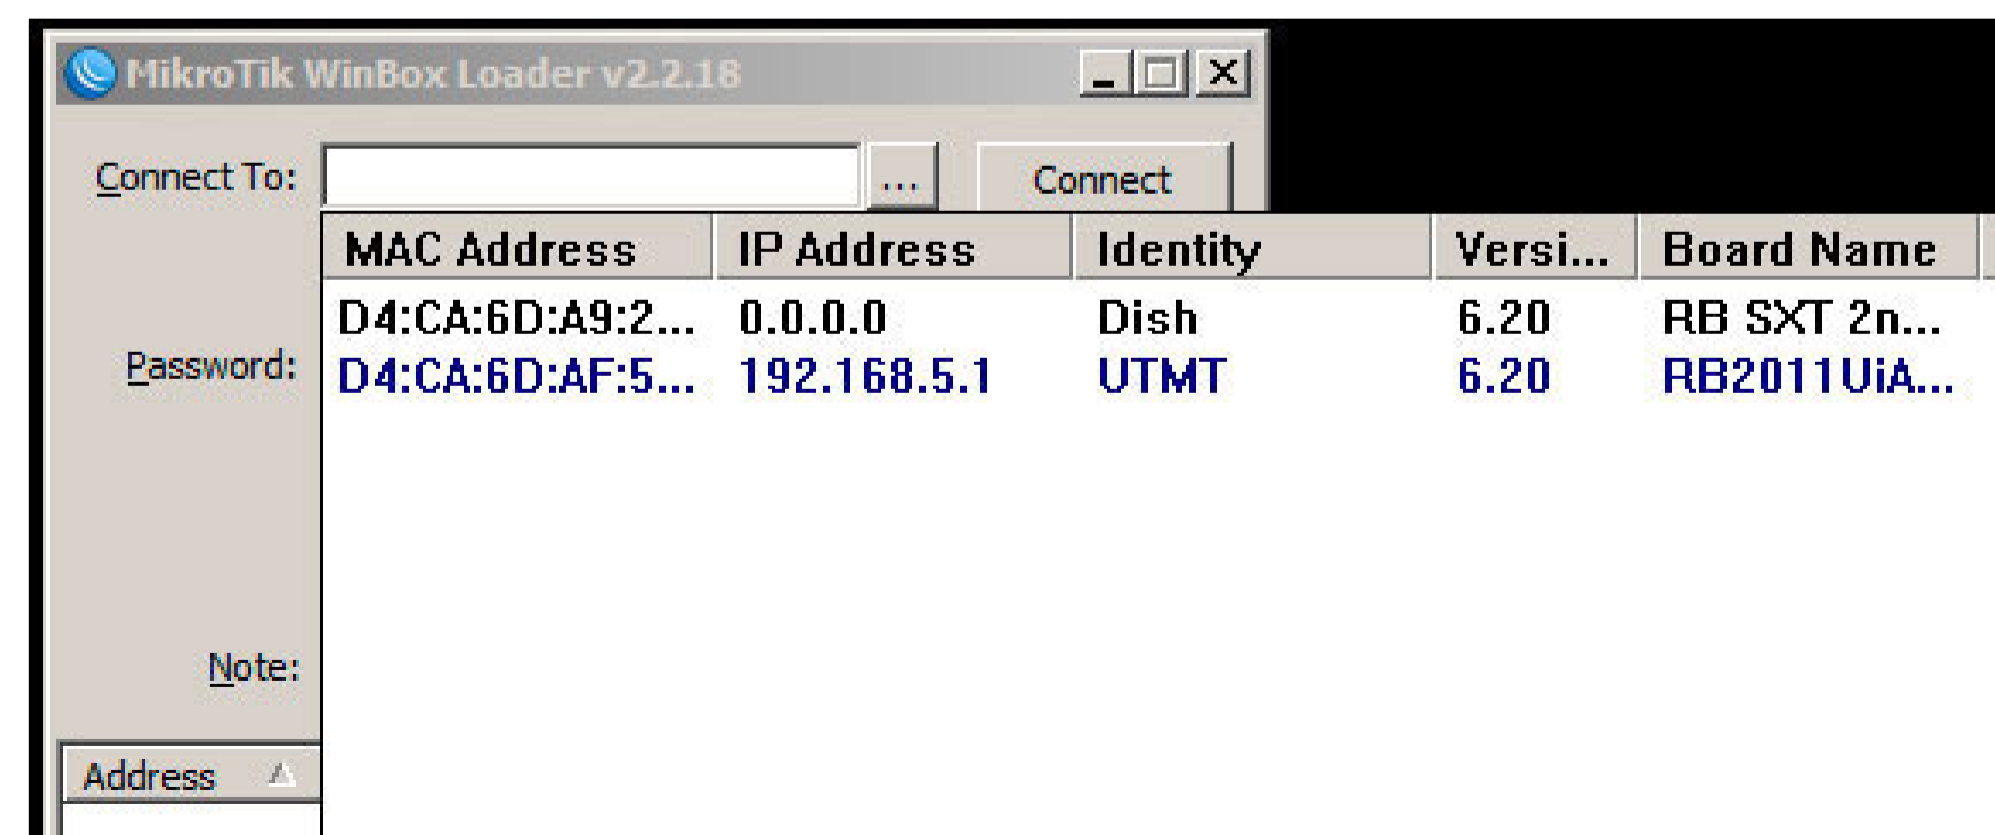 MikroTik WinBox Loader v2.2.18
Connect To: ... Connect
MAC Address IP Address Identity Versi... Board Name
D4:CA:6D:A9:2... 0.0.0.0 Dish 6.20 RB SXT 2n...
Password:
D4:CA:6D:AF:5... 192.168.5.1 UTMT 6.20 RB2011UiA...
Note:
Address